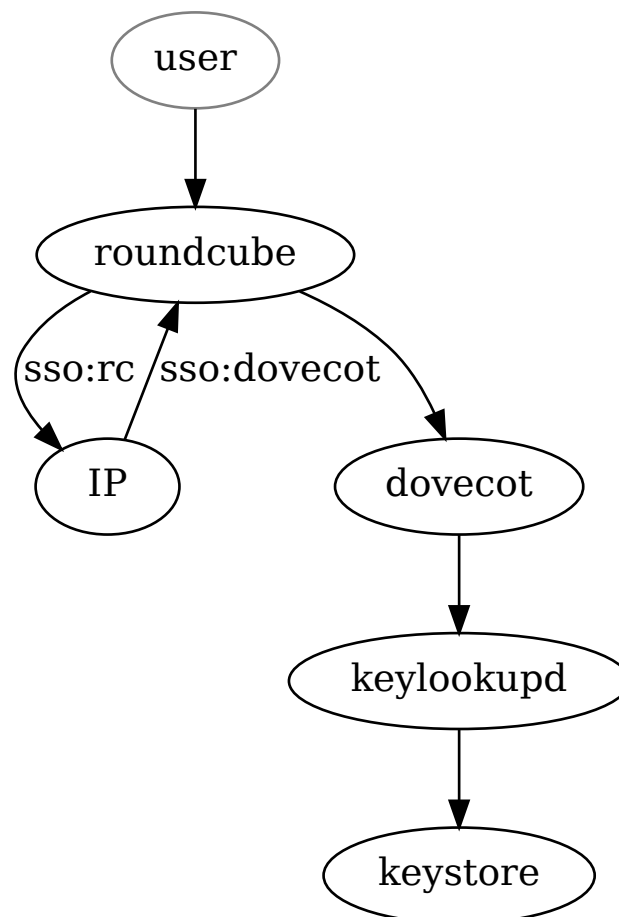 user
roundcube
sso:rc
sso:dovecot
IP
dovecot
keylookupd
keystore